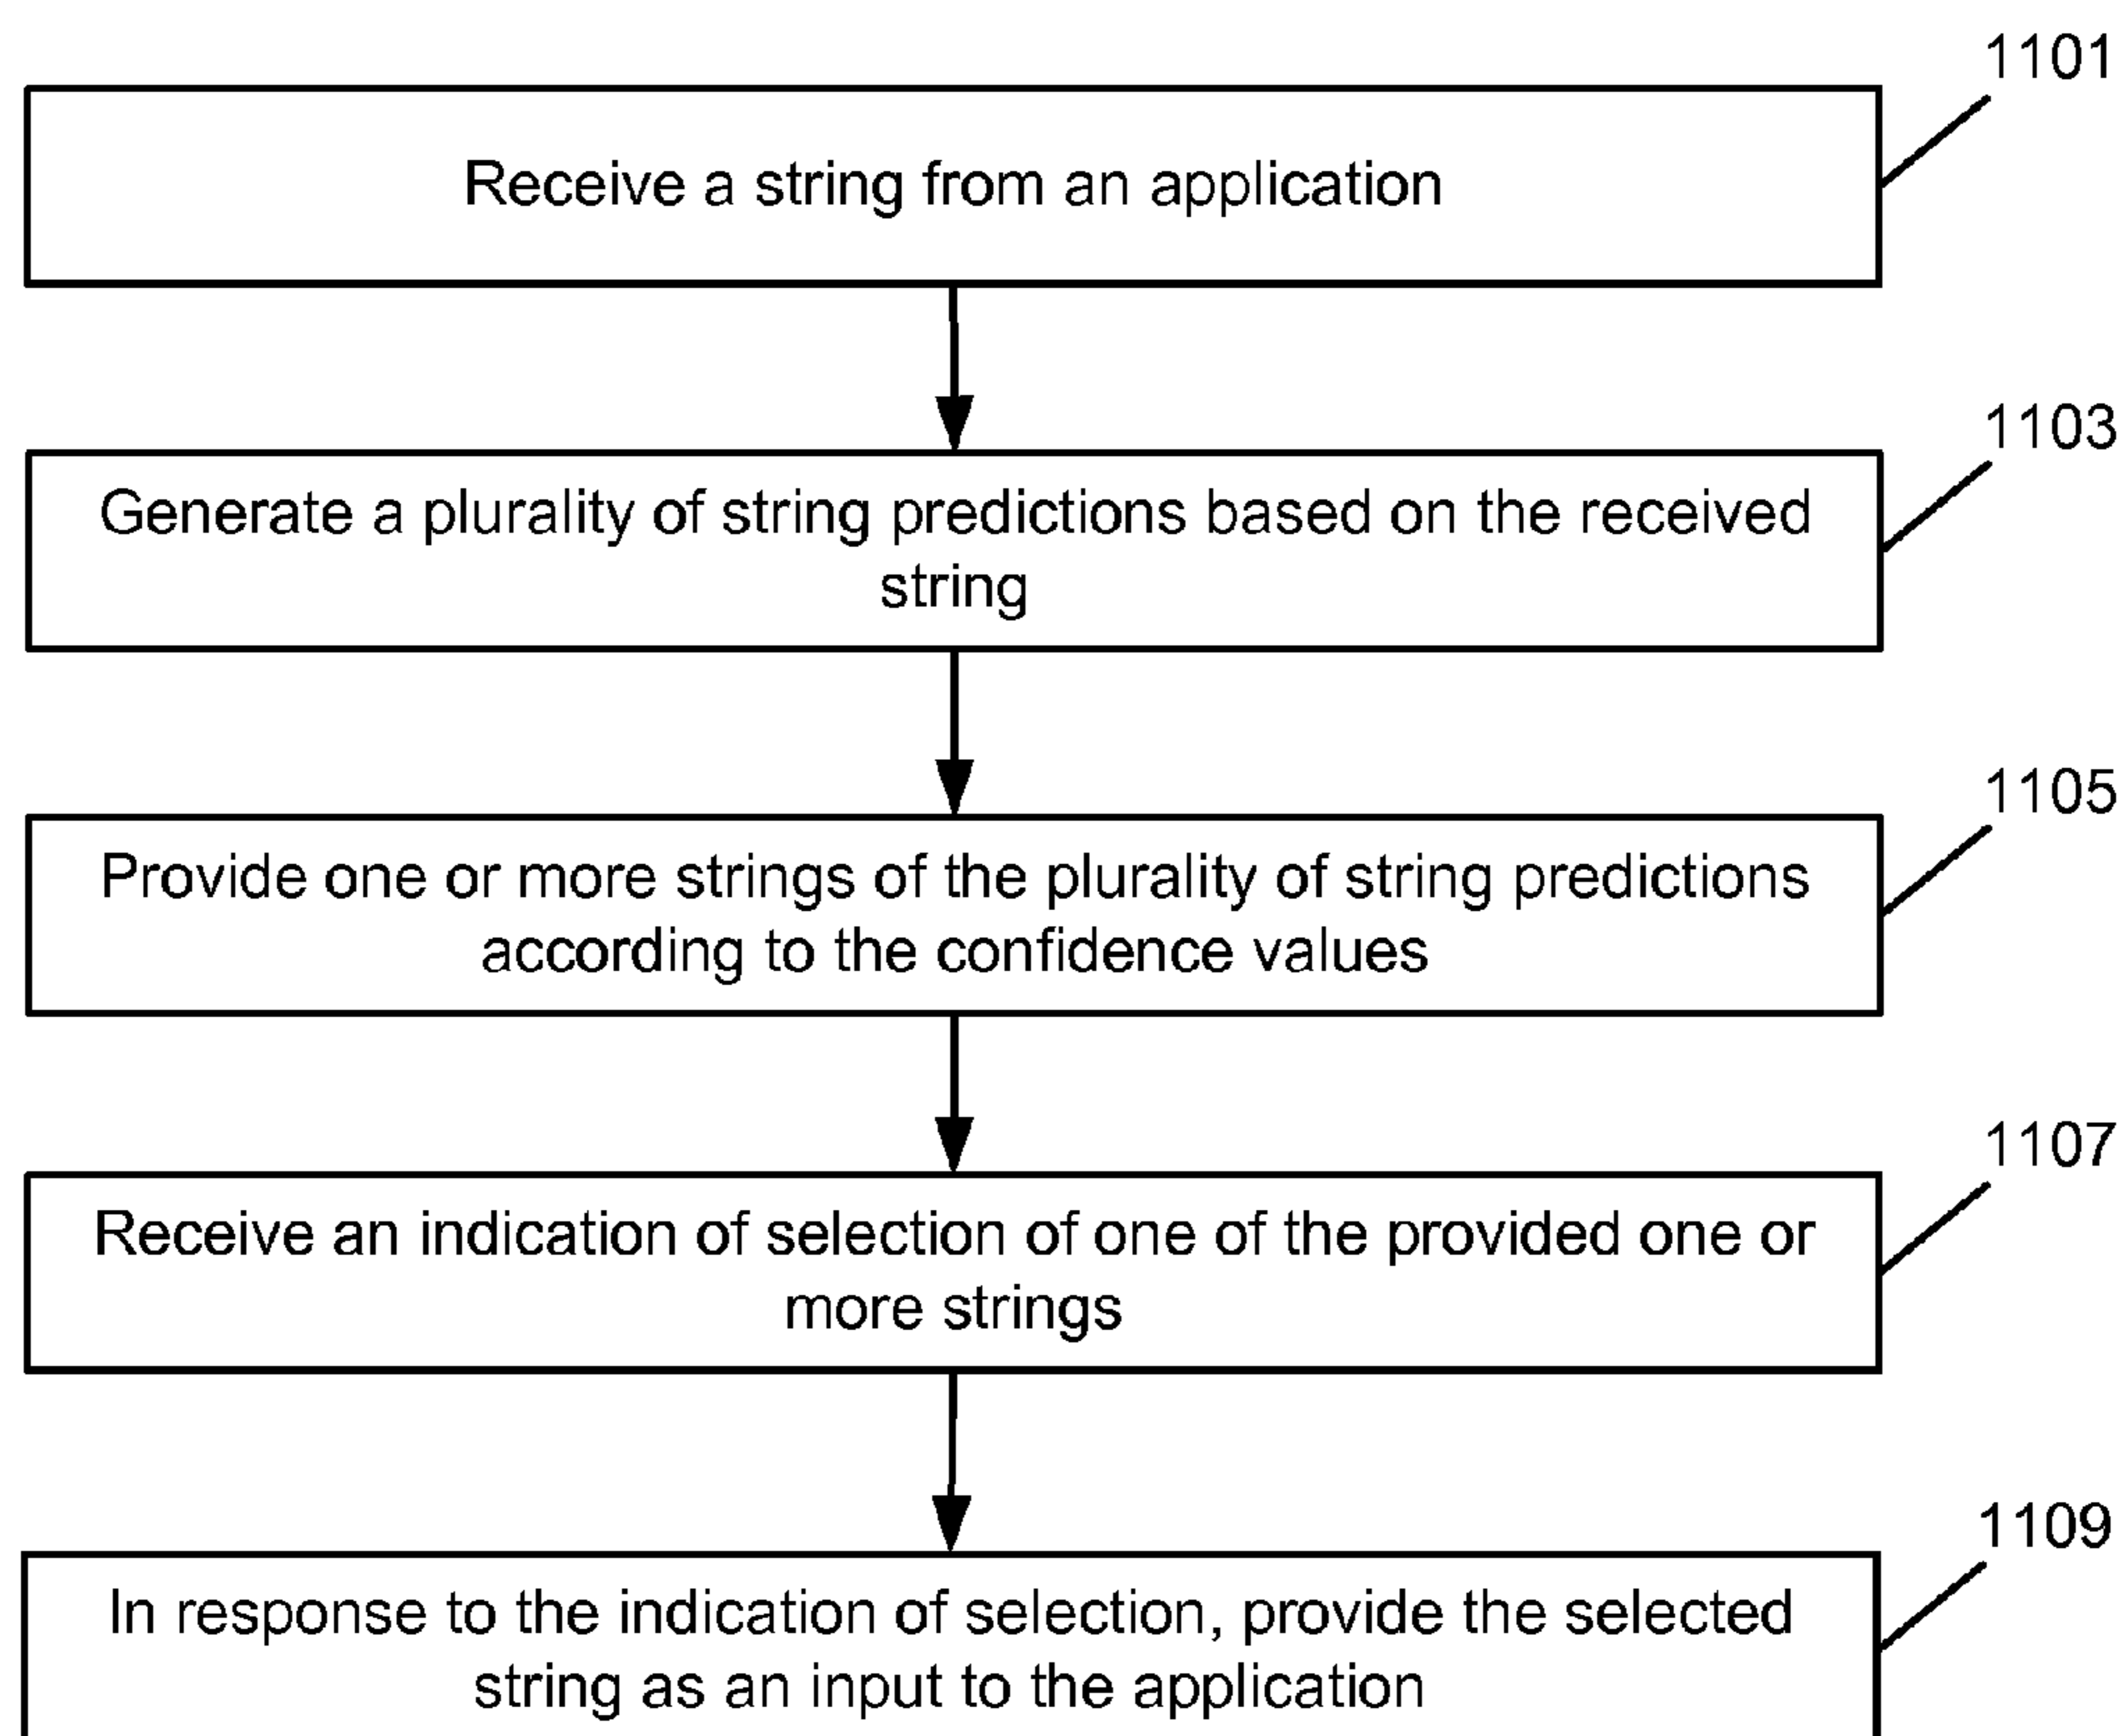 1101
Receive a string from an application
1103
Generate a plurality of string predictions based on the received
string
1105
Provide one or more strings of the plurality of string predictions
according to the confidence values
1107
Receive an indication of selection of one of the provided one or
more strings
1109
In response to the indication of selection, provide the selected
string as an input to the application